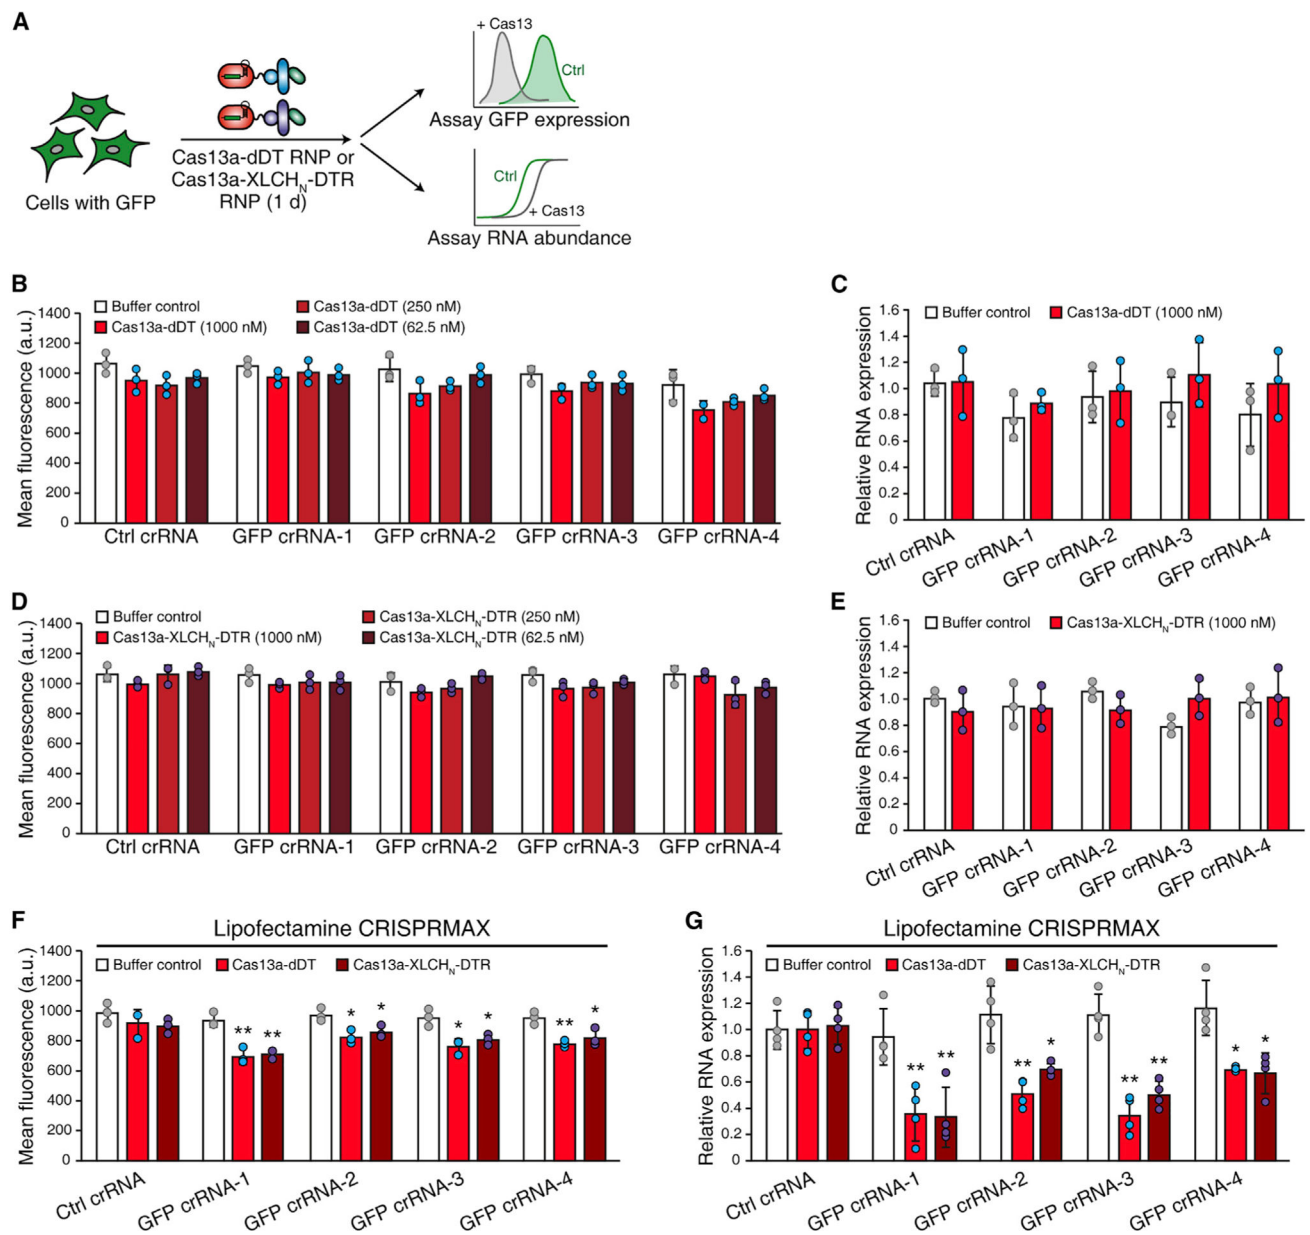 A
+ Cas13
Ctrl
Assay GFP expression
Cas13a-dDT RNP or
Cas13a-XLCHN-DTR
RNP (1 d)
Cells with GFP
Ctrl
+ Cas13
Assay RNA abundance
B
Buffer control
Cas13a-dDT (1000 nM)
Cas13a-dDT (250 nM)
Cas13a-dDT (62.5 nM)
Mean fluorescence (a.u.)
1400
1200
1000
800
600
400
200
0
Ctrl crRNA
GFP crRNA-1
GFP crRNA-2
GFP crRNA-3
GFP crRNA-4
C
Buffer control
Cas13a-dDT (1000 nM)
Relative RNA expression
1.6
1.4
1.2
1.0
0.8
0.6
0.4
0.2
0
Ctrl crRNA
GFP crRNA-1
GFP crRNA-2
GFP crRNA-3
GFP crRNA-4
D
Buffer control
Cas13a-XLCHN-DTR (1000 nM)
Cas13a-XLCHN-DTR (250 nM)
Cas13a-XLCHN-DTR (62.5 nM)
Mean fluorescence (a.u.)
1400
1200
1000
800
600
400
200
0
Ctrl crRNA
GFP crRNA-1
GFP crRNA-2
GFP crRNA-3
GFP crRNA-4
E
Buffer control
Cas13a-XLCHN-DTR (1000 nM)
Relative RNA expression
1.6
1.4
1.2
1.0
0.8
0.6
0.4
0.2
0
Ctrl crRNA
GFP crRNA-1
GFP crRNA-2
GFP crRNA-3
GFP crRNA-4
F
Lipofectamine CRISPRMAX
Buffer control
Cas13a-dDT
Cas13a-XLCHN-DTR
Mean fluorescence (a.u.)
1400
1200
1000
800
600
400
200
0
** ** * * * * ** *
Ctrl crRNA
GFP crRNA-1
GFP crRNA-2
GFP crRNA-3
GFP crRNA-4
G
Lipofectamine CRISPRMAX
Buffer control
Cas13a-dDT
Cas13a-XLCHN-DTR
Relative RNA expression
1.6
1.4
1.2
1.0
0.8
0.6
0.4
0.2
0
** ** ** * ** ** * *
Ctrl crRNA
GFP crRNA-1
GFP crRNA-2
GFP crRNA-3
GFP crRNA-4